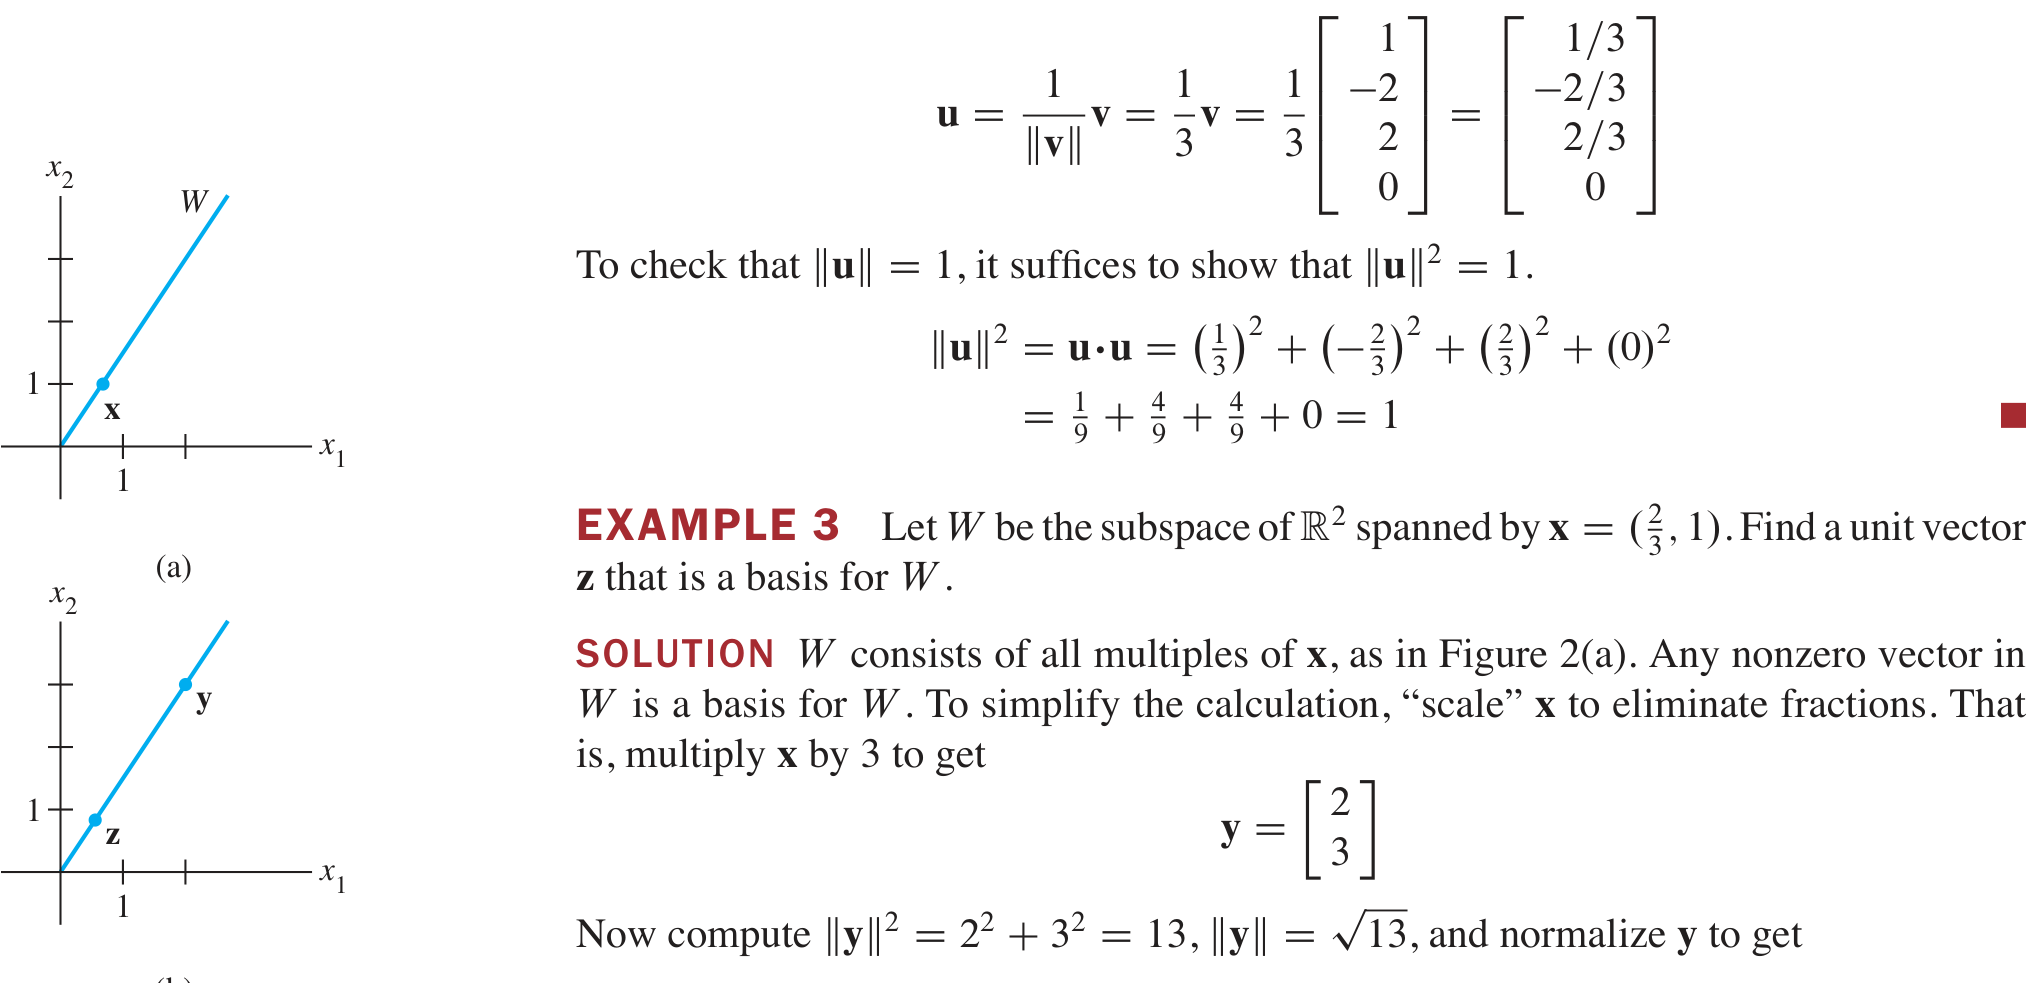 u = 1/‖v‖ v = 1/3 v = 1/3 [1 −2 2 0] = [1/3 −2/3 2/3 0]
To check that ‖u‖ = 1, it suffices to show that ‖u‖² = 1.
‖u‖² = u·u = (1/3)² + (−2/3)² + (2/3)² + (0)²
= 1/9 + 4/9 + 4/9 + 0 = 1
x₂
W
1
x
x₁
1
(a)
EXAMPLE 3 Let W be the subspace of ℝ² spanned by x = (2/3, 1). Find a unit vector
z that is a basis for W.
SOLUTION W consists of all multiples of x, as in Figure 2(a). Any nonzero vector in
W is a basis for W. To simplify the calculation, “scale” x to eliminate fractions. That
is, multiply x by 3 to get
y = [2 3]
Now compute ‖y‖² = 2² + 3² = 13, ‖y‖ = √13, and normalize y to get
x₂
y
1
z
x₁
1